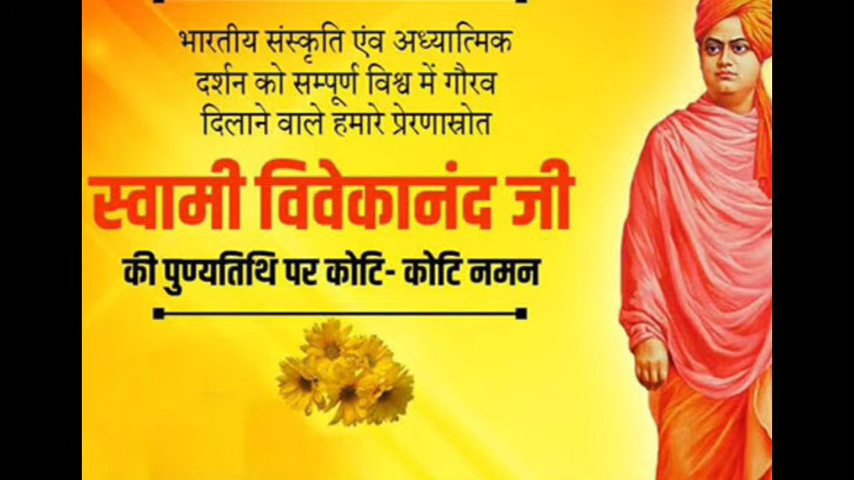 भारतीय संस्कृति एंव अध्यात्मिक
दर्शन को सम्पूर्ण विश्व में गौरव
दिलाने वाले हमारे प्रेरणास्रोत
स्वामी विवेकानंद जी
की पुण्यतिथि पर कोटि- कोटि नमन